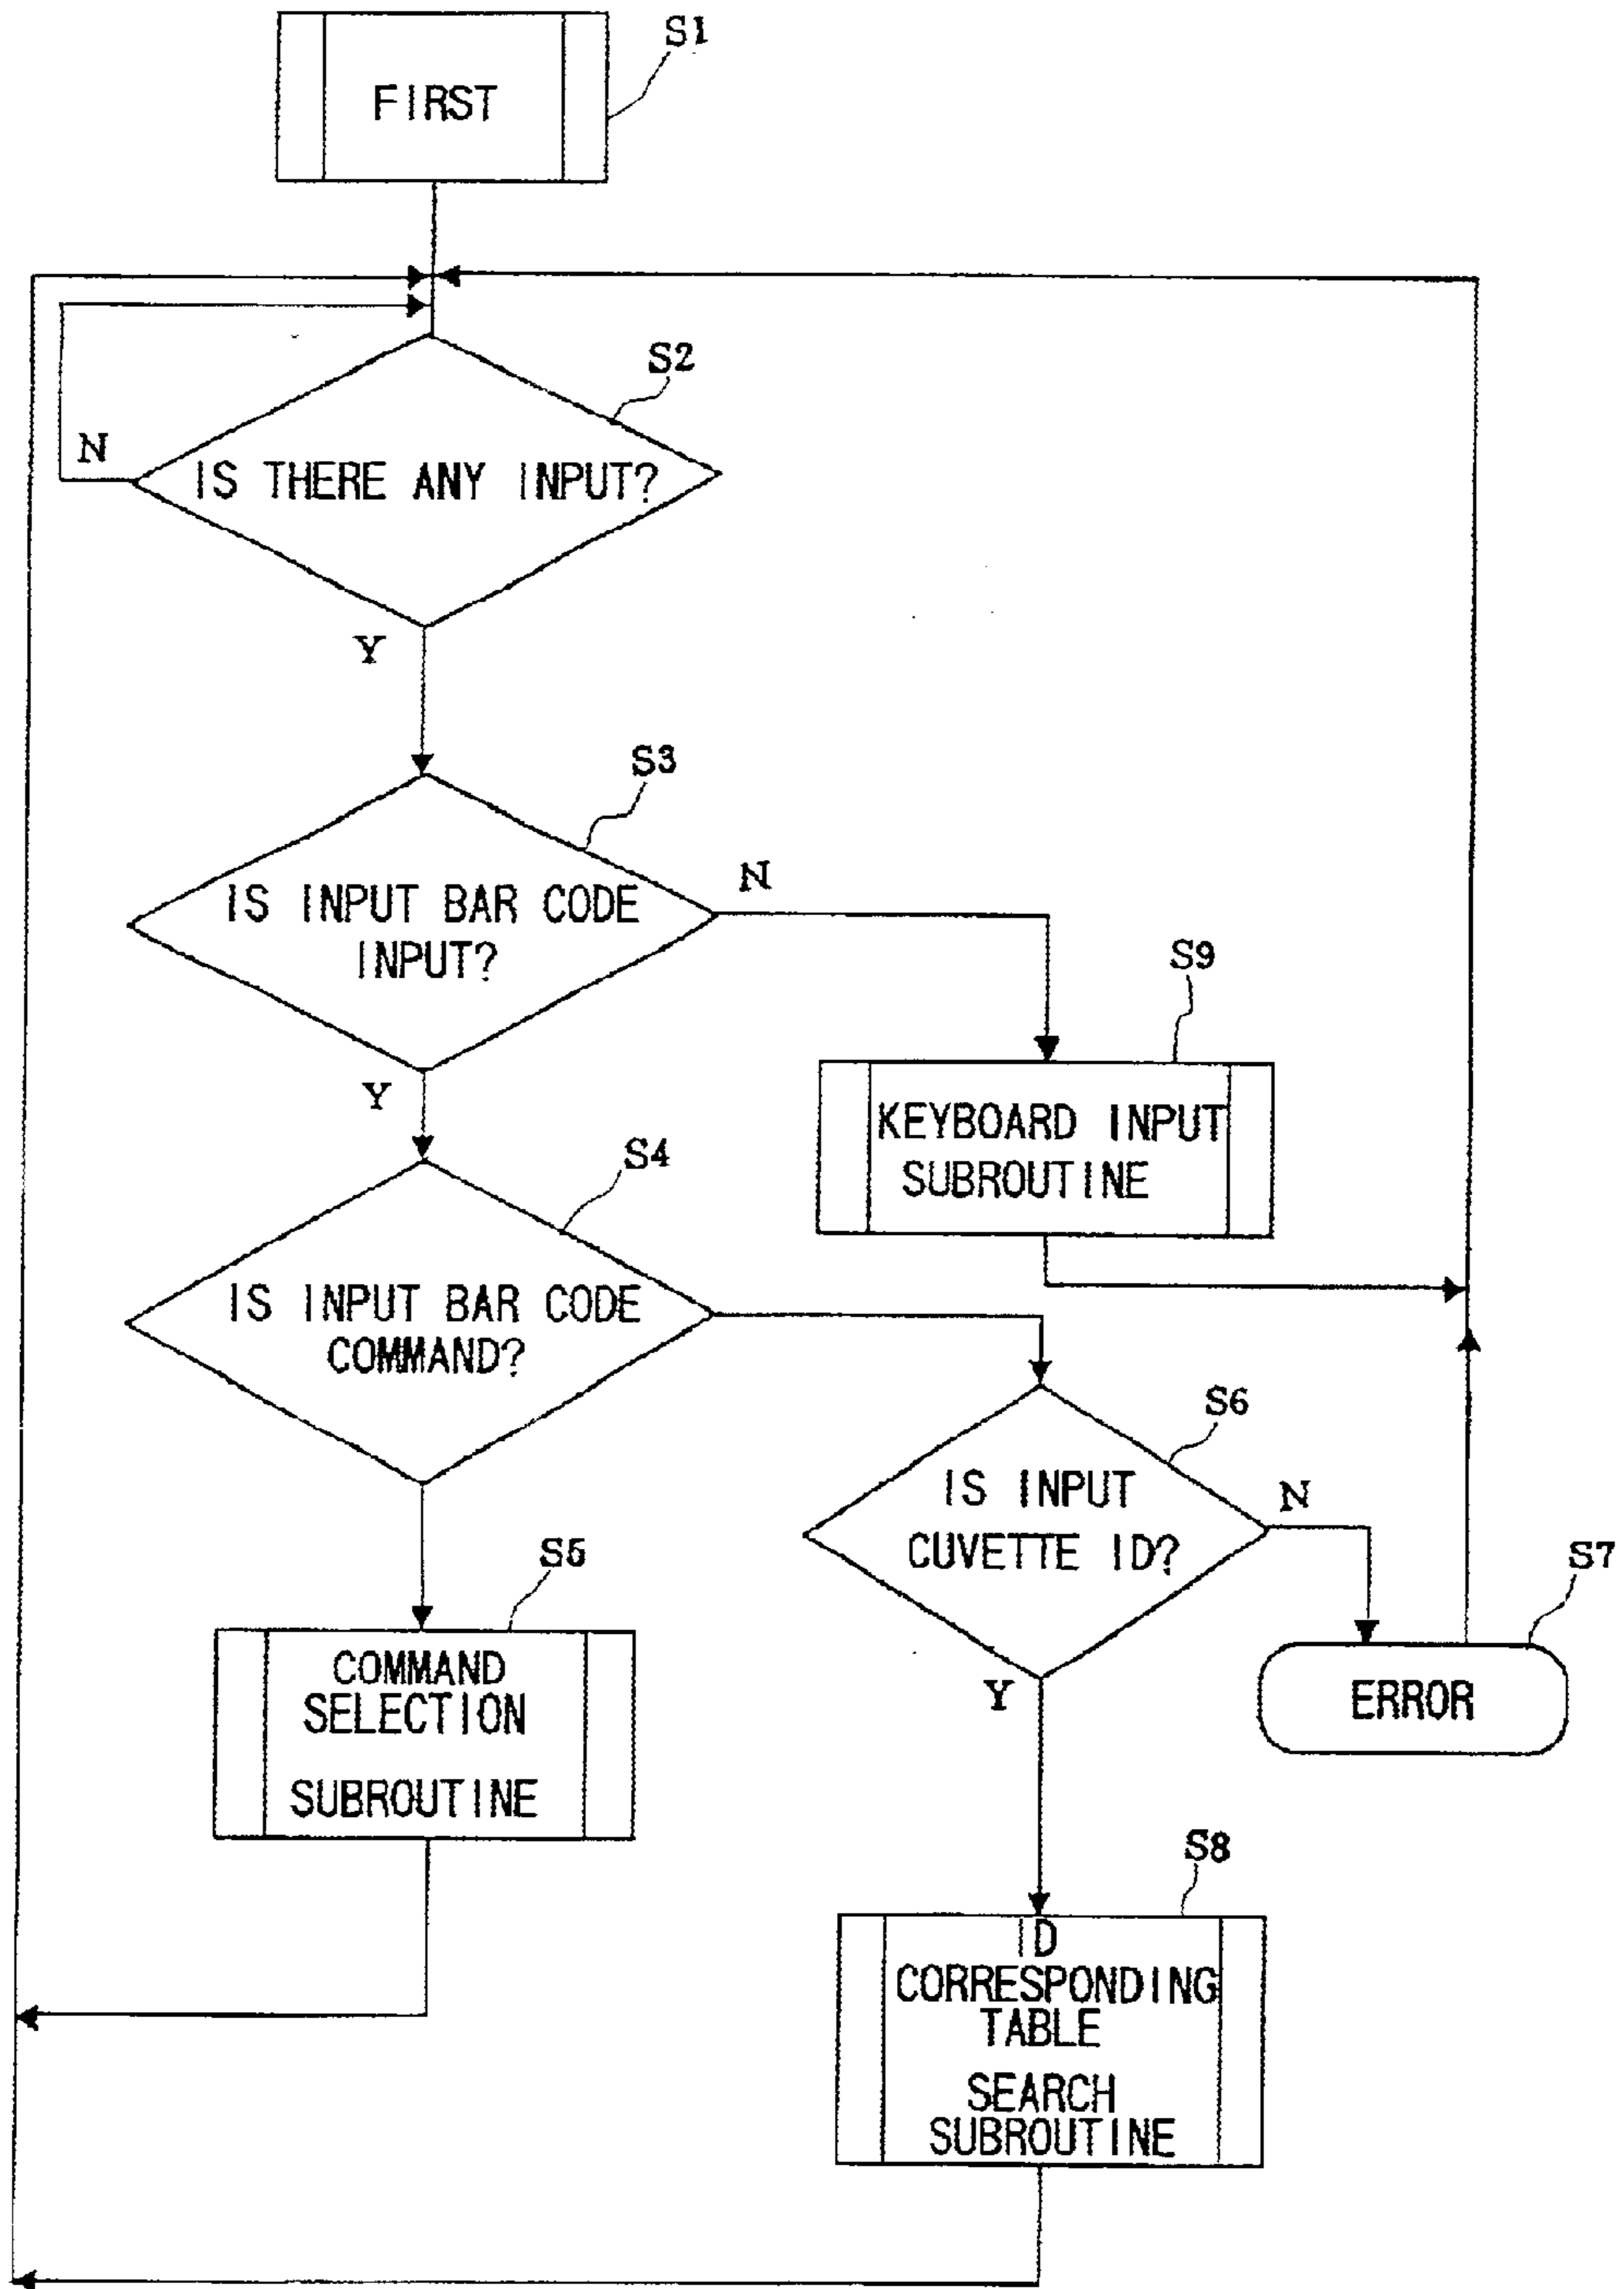 S1
FIRST
S2
N
IS THERE ANY INPUT?
Y
S3
N
IS INPUT BAR CODE
INPUT?
S9
Y
KEYBOARD INPUT
SUBROUTINE
S4
IS INPUT BAR CODE
COMMAND?
S6
IS INPUT
CUVETTE ID?
N
S7
S5
Y
ERROR
COMMAND
SELECTION
SUBROUTINE
S8
ID
CORRESPONDING
TABLE
SEARCH
SUBROUTINE